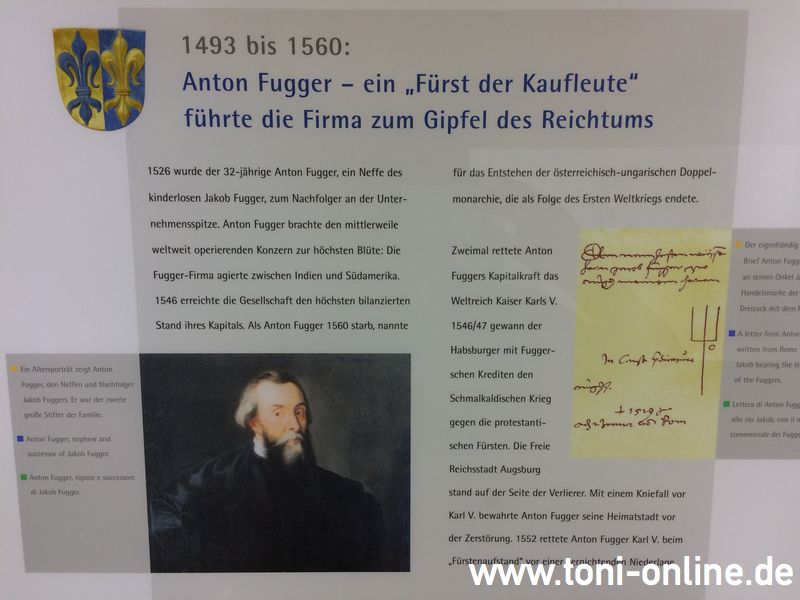 1493 bis 1560:
Anton Fugger – ein „Fürst der Kaufleute“
führte die Firma zum Gipfel des Reichtums
1526 wurde der 32-jährige Anton Fugger, ein Neffe des
kinderlosen Jakob Fugger, zum Nachfolger an der Unter-
nehmensspitze. Anton Fugger brachte den mittlerweile
weltweit operierenden Konzern zur höchsten Blüte: Die
Fugger-Firma agierte zwischen Indien und Südamerika.
1546 erreichte die Gesellschaft den höchsten bilanzierten
Stand ihres Kapitals. Als Anton Fugger 1560 starb, nannte
Ein Altersporträt zeigt Anton
Fugger, den Neffen und Nachfolger
Jakob Fuggers. Er war der zweite
große Stifter der Familie.
Anton Fugger, nephew and
successor of Jakob Fugger.
Anton Fugger, nipote e successore
di Jakob Fugger.
für das Entstehen der österreichisch-ungarischen Doppel-
monarchie, die als Folge des Ersten Weltkriegs endete.
Zweimal rettete Anton
Fuggers Kapitalkraft das
Weltreich Kaiser Karls V.
1546/47 gewann der
Habsburger mit Fugger-
schen Krediten den
Schmalkaldischen Krieg
gegen die protestanti-
schen Fürsten. Die Freie
Reichsstadt Augsburg
stand auf der Seite der Verlierer. Mit einem Kniefall vor
Karl V. bewahrte Anton Fugger seine Heimatstadt vor
der Zerstörung. 1552 rettete Anton Fugger Karl V. beim
„Fürstenaufstand“ vor einer vernichtenden Niederlage
Der eigenhändig
Brief Anton Fugge
an seinen Onkel J
Handelsmarke der
Dreizack mit dem R
A letter from Anton
written from Rome
Jakob bearing the tr
of the Fuggers.
Lettera di Anton Fugg
allo zio Jakob, con il m
commerciale dei Fugge
www.toni-online.de